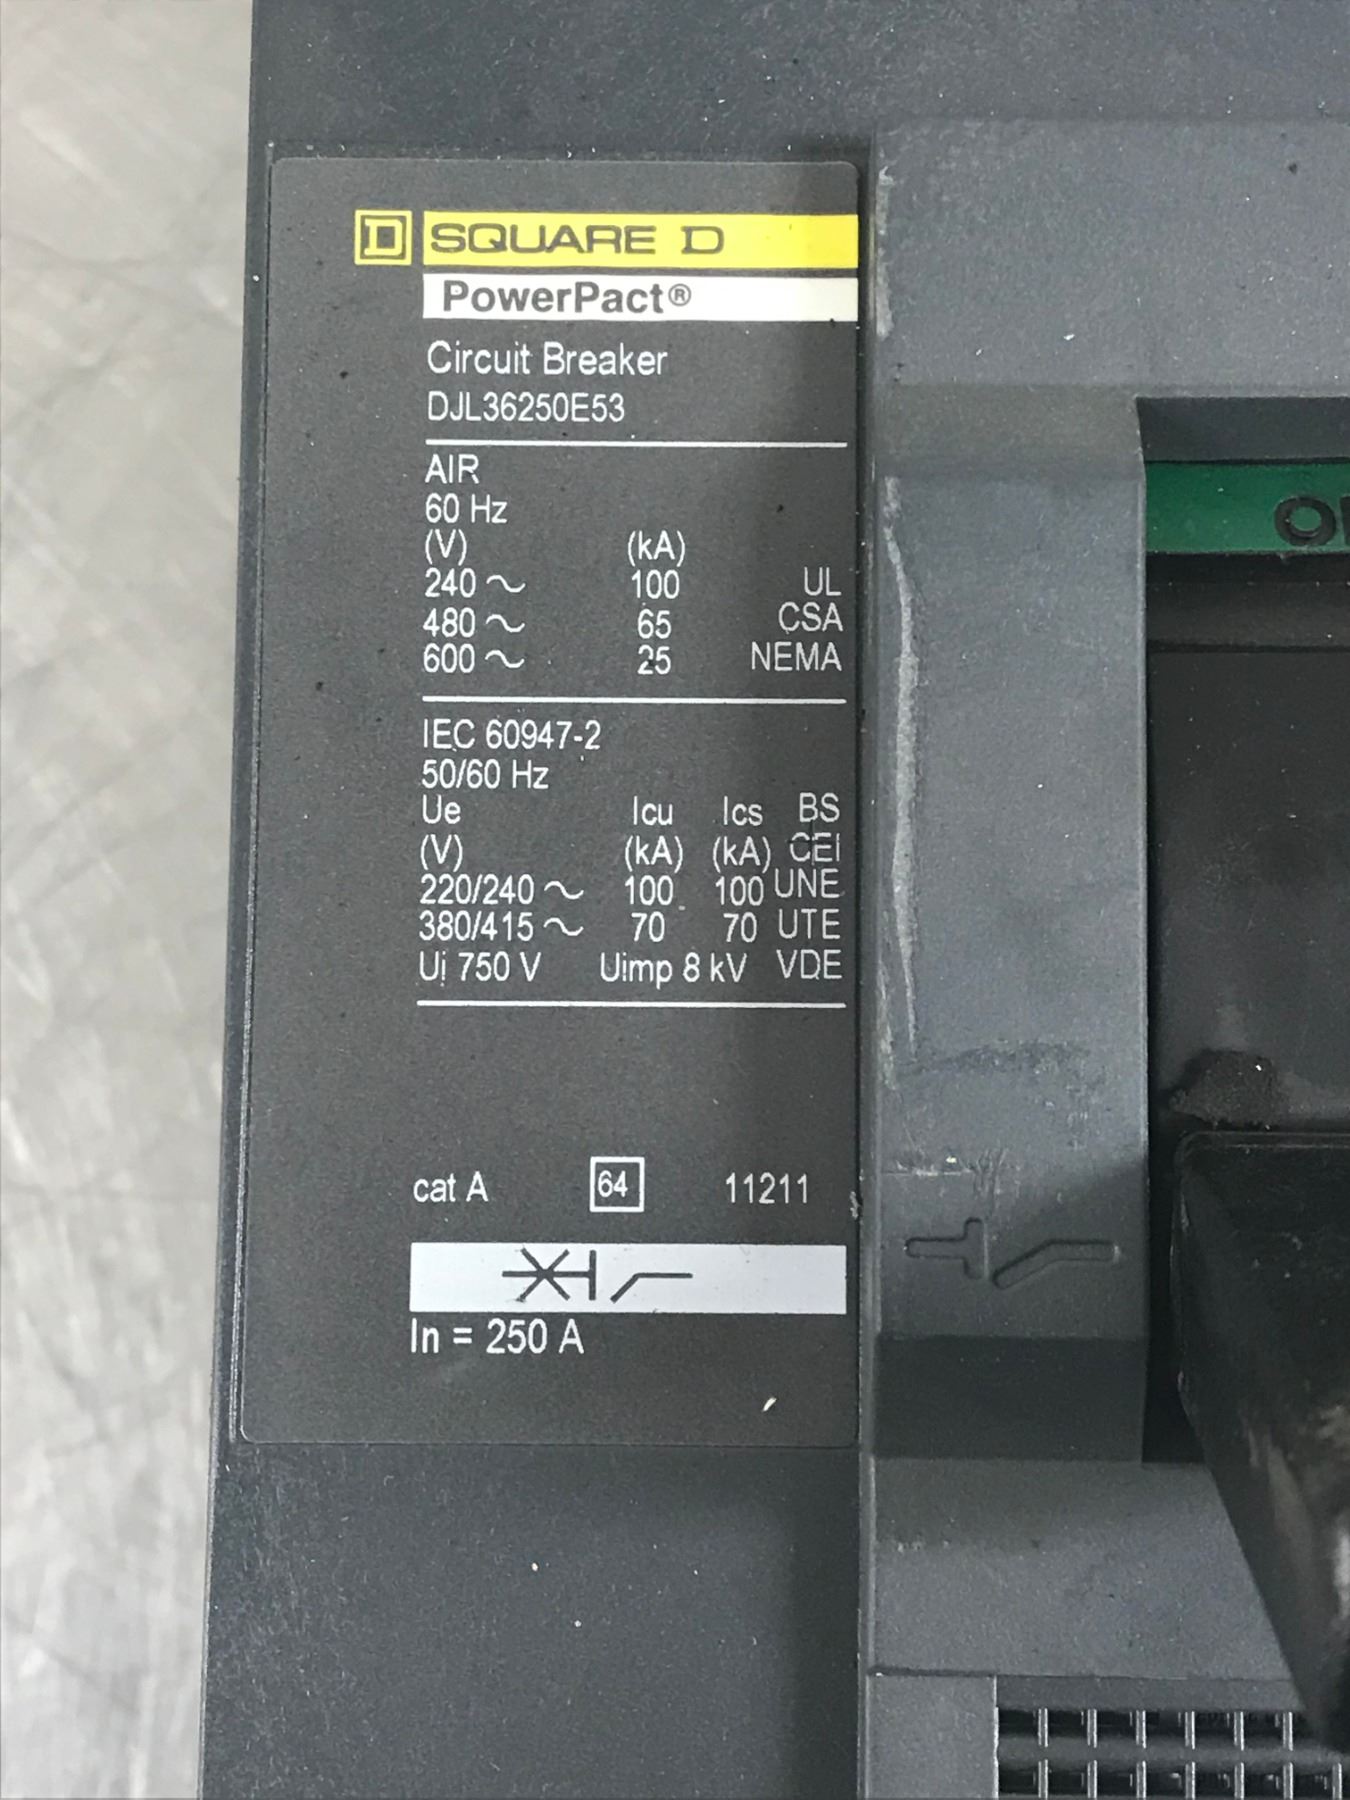 D SQUARE D
PowerPact®
Circuit Breaker
DJL36250E53
AIR
60 Hz
(V) (kA)
240 ~ 100 UL
480 ~ 65 CSA
600 ~ 25 NEMA
IEC 60947-2
50/60 Hz
Ue Icu Ics BS
(V) (kA) (kA) CEI
220/240 ~ 100 100 UNE
380/415 ~ 70 70 UTE
Ui 750 V Uimp 8 kV VDE
cat A 64 11211
In = 250 A